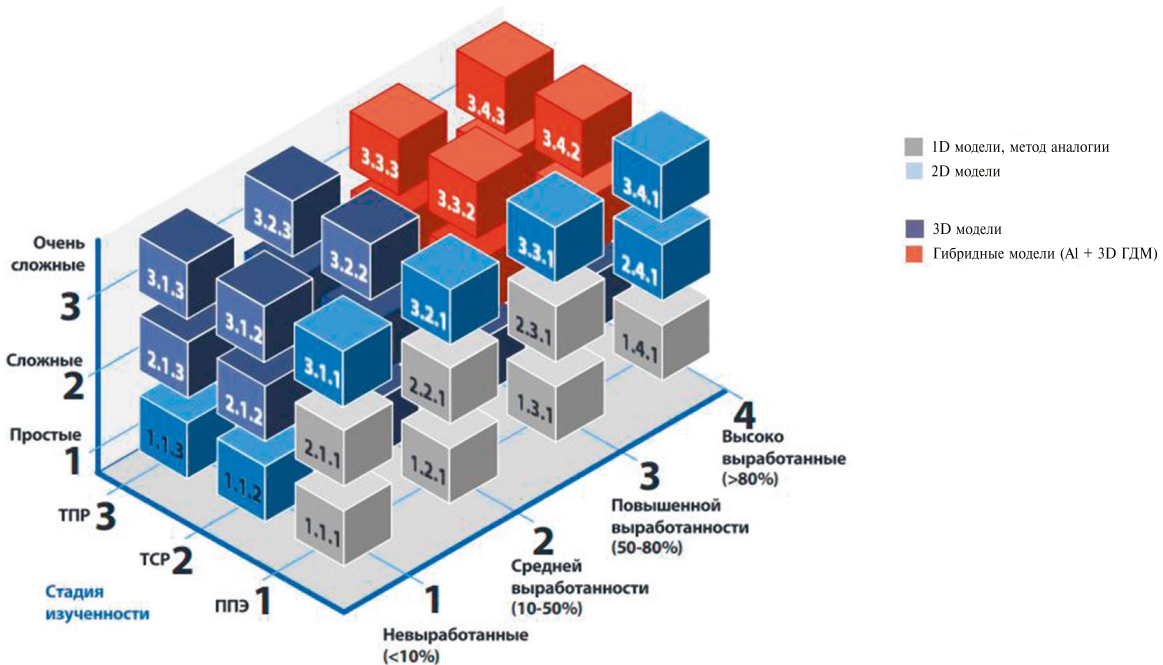 3.4.3
3.4.2
3.4.1
3.3.3
3.3.2
3.3.1
2.4.1
1.4.1
3.2.3
3.2.2
3.2.1
2.3.1
1.3.1
3.1.3
3.1.2
3.1.1
2.2.1
1.2.1
2.1.3
2.1.2
2.1.1
1.1.3
1.1.2
1.1.1
Очень
сложные
3
Сложные
2
Простые
1
ТПР 3
ТСР 2
ППЭ 1
Стадия
изученности
1
Невыработанные
(<10%)
2
Средней
выработанности
(10-50%)
3
Повышенной
выработанности
(50-80%)
4
Высоко
выработанные
(>80%)
1D модели, метод аналогии
2D модели
3D модели
Гибридные модели (Al + 3D ГДМ)